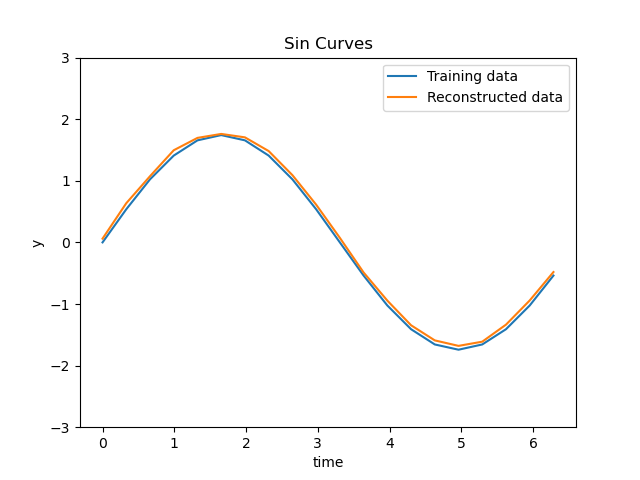 Sin Curves
3
2
1
0
−1
−2
−3
y
Training data
Reconstructed data
0 1 2 3 4 5 6
time